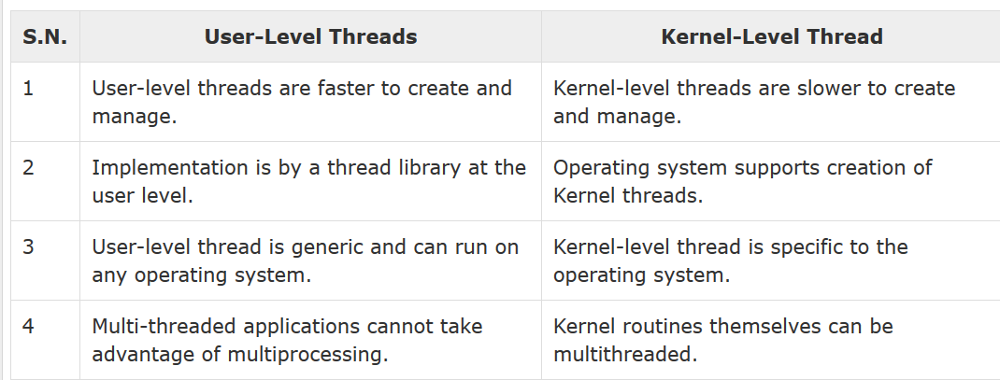 S.N. User-Level Threads Kernel-Level Thread
1 User-level threads are faster to create and Kernel-level threads are slower to create
manage. and manage.
2 Implementation is by a thread library at the Operating system supports creation of
user level. Kernel threads.
3 User-level thread is generic and can run on Kernel-level thread is specific to the
any operating system. operating system.
4 Multi-threaded applications cannot take Kernel routines themselves can be
advantage of multiprocessing. multithreaded.